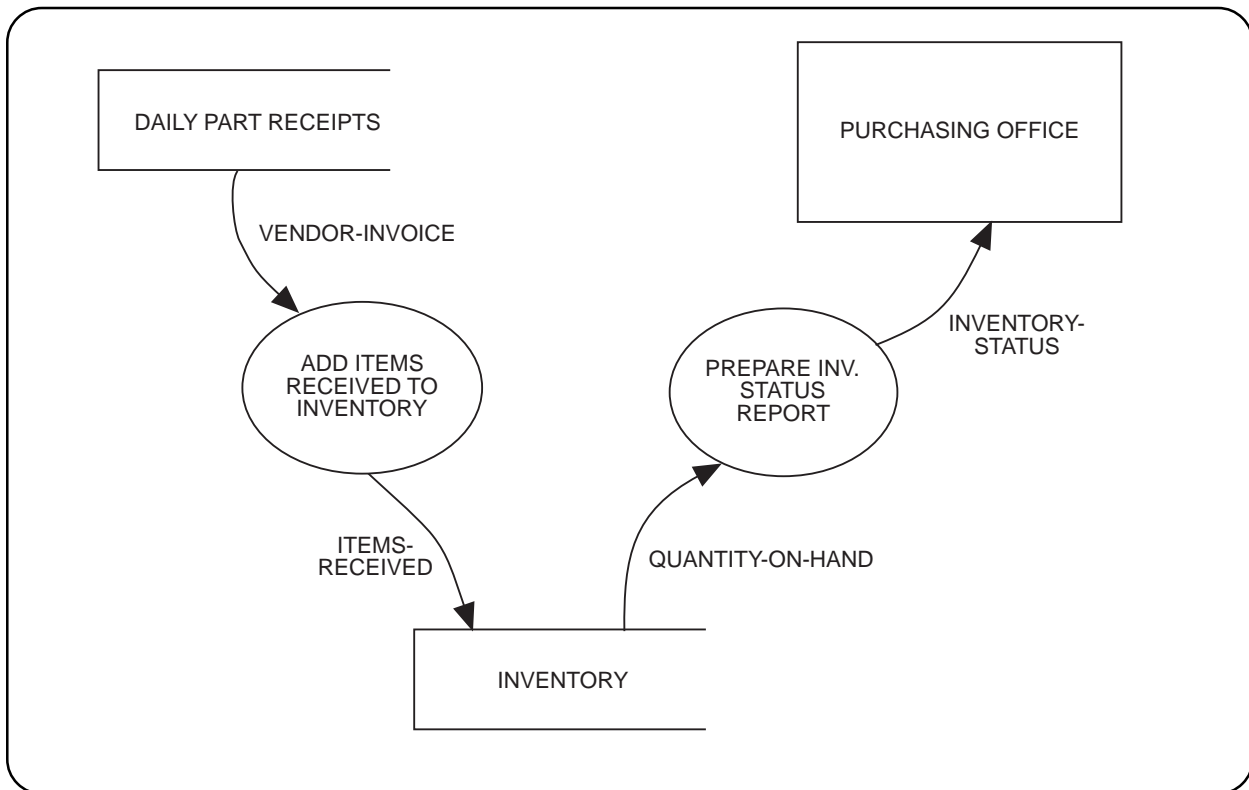 DAILY PART RECEIPTS
PURCHASING OFFICE
VENDOR-INVOICE
ADD ITEMS
RECEIVED TO
INVENTORY
PREPARE INV.
STATUS
REPORT
INVENTORY-
STATUS
ITEMS-
RECEIVED
QUANTITY-ON-HAND
INVENTORY